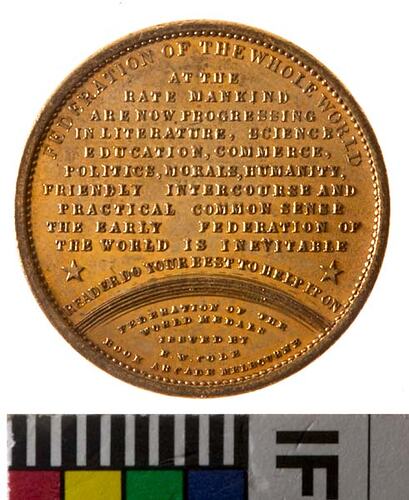 FEDERATION OF THE WHOLE WORLD
AT THE
RATE MANKIND
ARE NOW PROGRESSING
IN LITERATURE, SCIENCE
EDUCATION, COMMERCE,
POLITICS, MORALS, HUMANITY,
FRIENDLY INTERCOURSE AND
PRACTICAL COMMON SENSE
THE EARLY FEDERATION OF
THE WORLD IS INEVITABLE
READER DO YOUR BEST TO HELP IT ON
FEDERATION OF THE
WORLD MEDALS
ISSUED BY
E. W. COLE
BOOK ARCADE MELBOURNE
IF